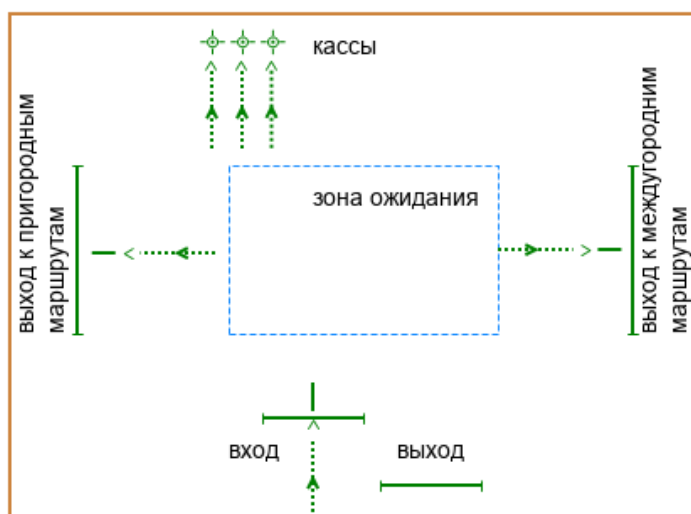 кассы
выход к пригородным
маршрутам
зона ожидания
выход к междугородним
маршрутам
вход
выход